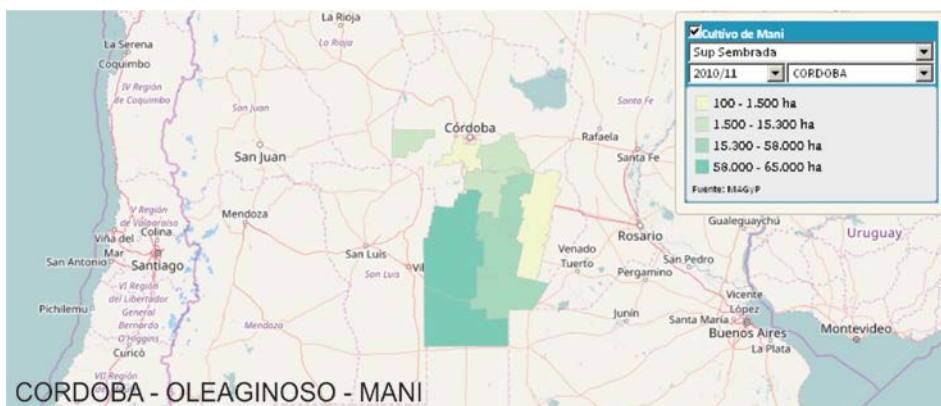 La Rioja
La Rioja
La Serena
Coquimbo
IV Región
de Coquimbo
San Juan
San Juan
Córdoba
Rafaela
Santa Fe
Santa Fe
Cultivo de Mani
Sup Sembrada
2010/11 CORDOBA
100 - 1.500 ha
1.500 - 15.300 ha
15.300 - 58.000 ha
58.000 - 65.000 ha
Fuente: MAGyP
Gualeguaychú
Uruguay
V Región
de Valparaíso
Colina
Viña del
Mar
San Antonio
Santiago
Mendoza
San Luis
San Luis
Vil
Venado
Tuerto
Rosario
San Pedro
Pergamino
Pichilemu
VI Región
del Libertador
General
Bernardo
O'Higgins
Curicó
VII Región
Mendoza
Junín
Santa María
Vicente
López
Buenos Aires
La Plata
Montevideo
CORDOBA - OLEAGINOSO - MANI